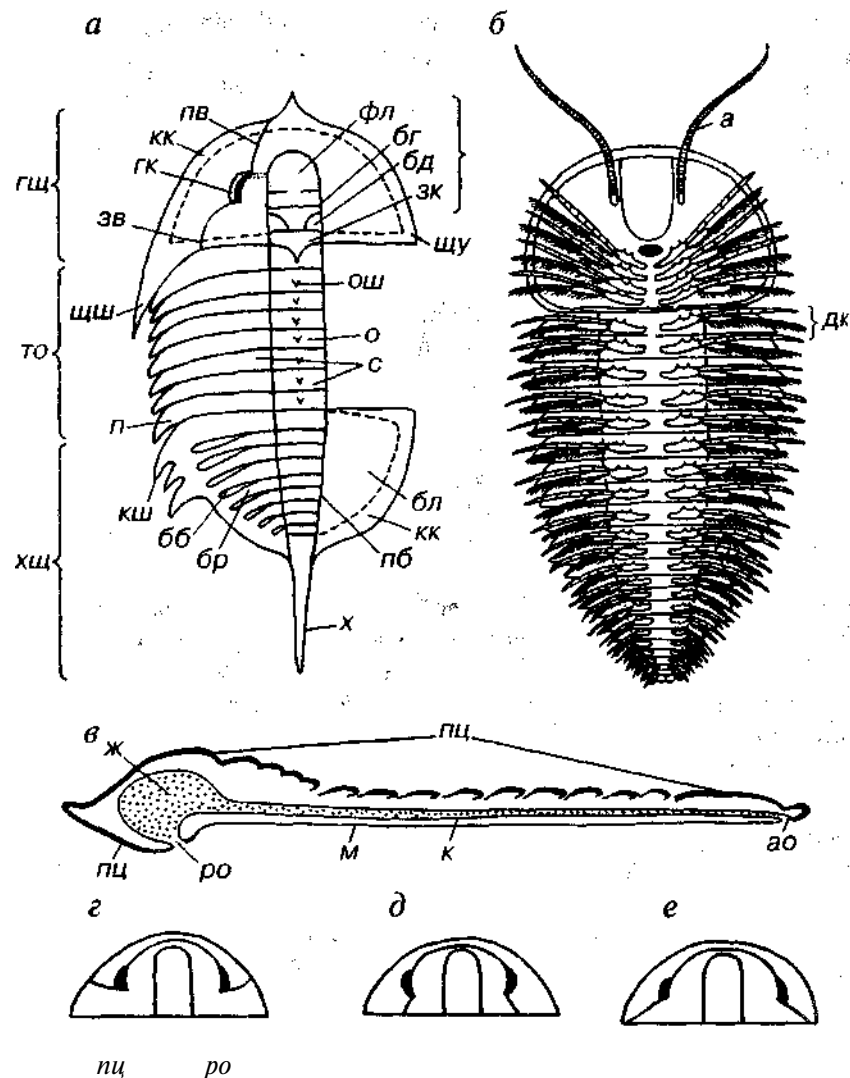 а
б
пв
фл
а
кк
бг
гк
бд
гщ
зк
зв
щу
ош
щш
дк
о
то
с
п
бл
кш
бб
кк
бр
пб
хщ
х
в
ж
пц
пц
ро
м
к
ао
г
д
е
пц ро